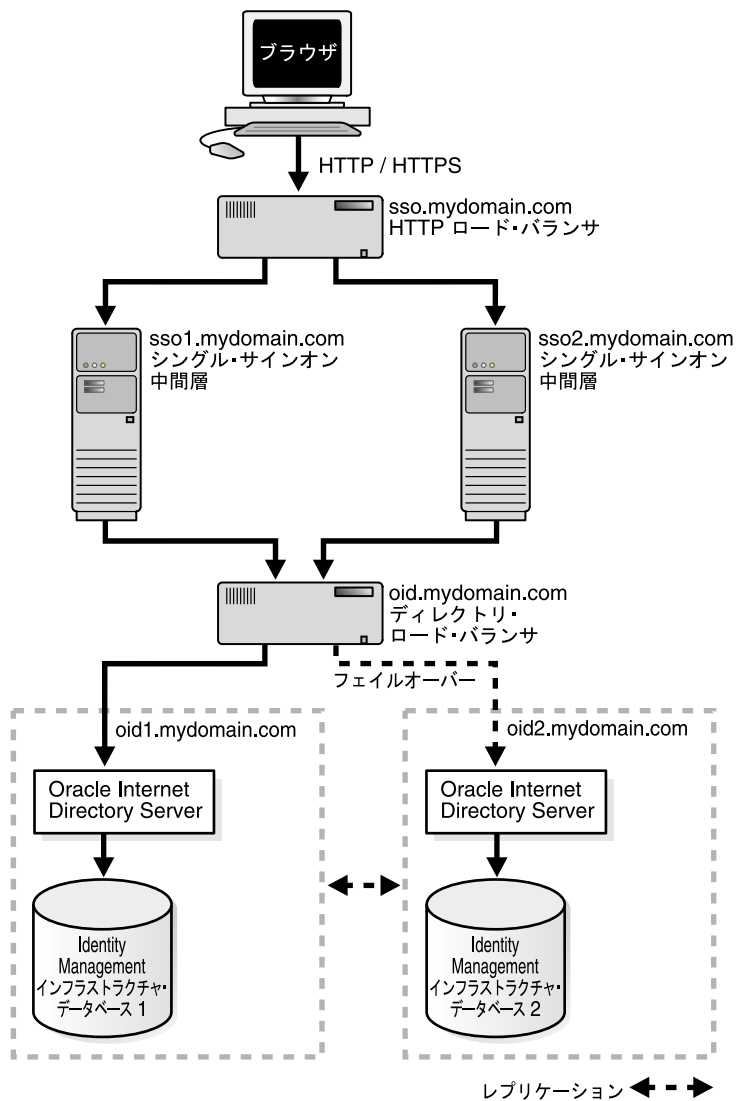 ブラウザ
HTTP / HTTPS
sso.mydomain.com
HTTP ロード・バランサ
sso1.mydomain.com
シングル・サインオン
中間層
sso2.mydomain.com
シングル・サインオン
中間層
oid.mydomain.com
ディレクトリ・
ロード・バランサ
フェイルオーバー
oid1.mydomain.com
oid2.mydomain.com
Oracle Internet
Directory Server
Oracle Internet
Directory Server
Identity
Management
インフラストラクチャ・
データベース 1
Identity
Management
インフラストラクチャ・
データベース 2
レプリケーション